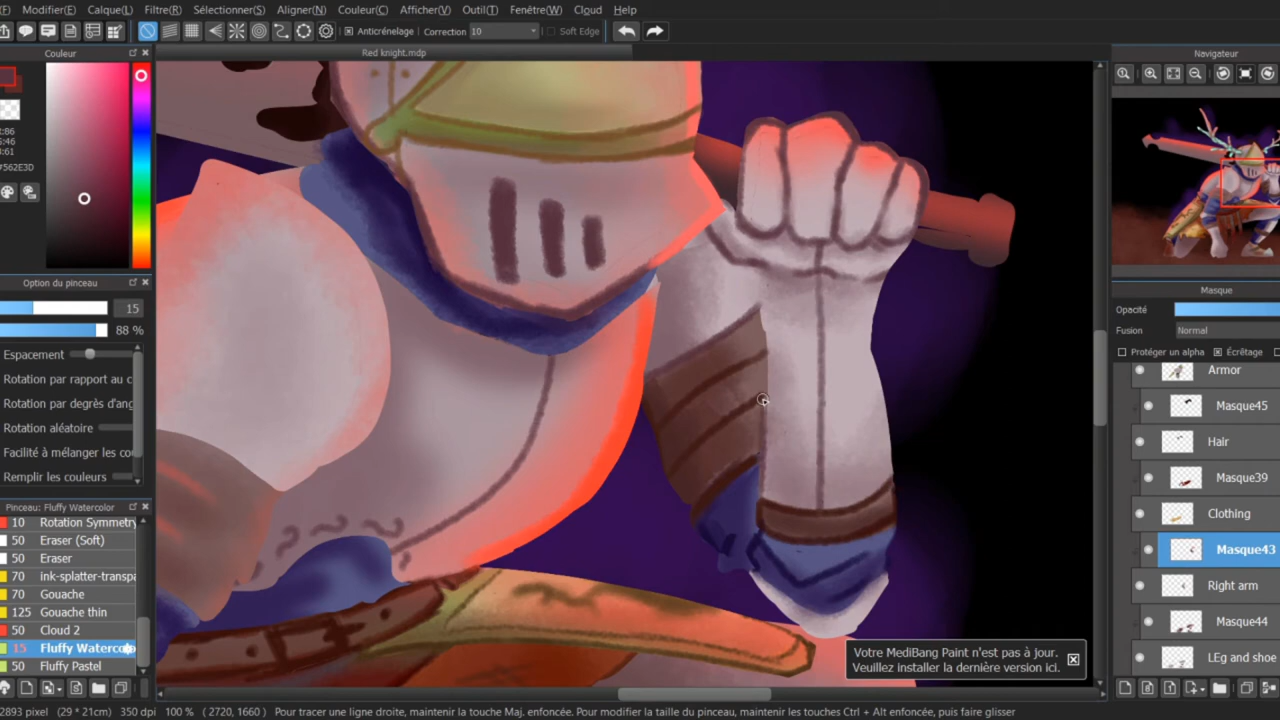 Modifier(E) Calque(L) Filtre(R) Sélectionner(S) Aligner(N) Couleur(C) Afficher(V) Outil(T) Fenêtre(W) Cloud Help
Anticrénelage Correction 10 Soft Edge
Couleur
Red knight.mdp
Navigateur
:86
:46
:61
#562E3D
Option du pinceau
15
88 %
Espacement
Rotation par rapport au c
Rotation par degrès d'ang
Rotation aléatoire
Facilité à mélanger les co
Remplir les couleurs
Pinceau: Fluffy Watercolor
10 Rotation Symmetry
50 Eraser (Soft)
50 Eraser
70 ink-splatter-transpa
70 Gouache
125 Gouache thin
50 Cloud 2
15 Fluffy Waterco
50 Fluffy Pastel
Masque
Opacité
Fusion Normal
Protéger un alpha Écrêtage
Armor
Masque45
Hair
Masque39
Clothing
Masque43
Right arm
Masque44
LEg and shoe
Votre MediBang Paint n'est pas à jour.
Veuillez installer la dernière version ici.
2893 pixel (29 * 21cm) 350 dpi 100 % ( 2720, 1660 ) Pour tracer une ligne droite, maintenir la touche Maj. enfoncée. Pour modifier la taille du pinceau, maintenir les touches Ctrl + Alt enfoncée, puis faire glisser